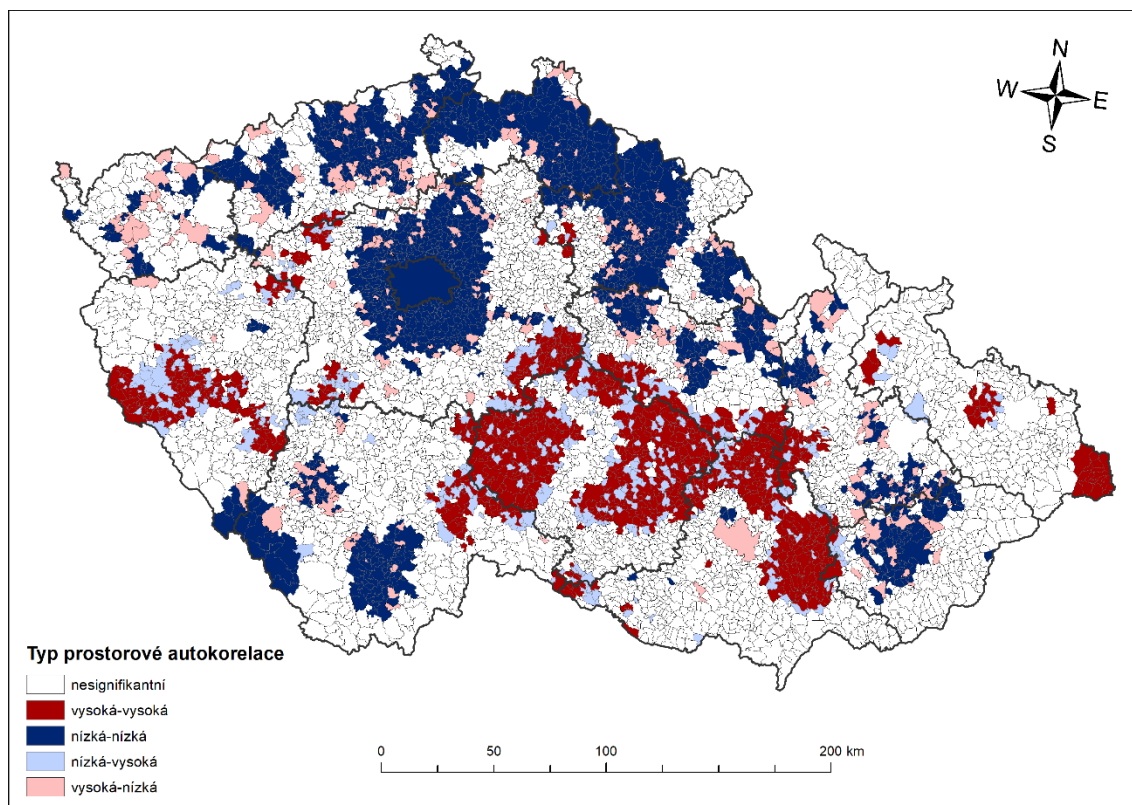 N
W E
S
Typ prostorové autokorelace
nesignifikantní
vysoká-vysoká
nízká-nízká
nízká-vysoká
vysoká-nízká
0 50 100 200 km